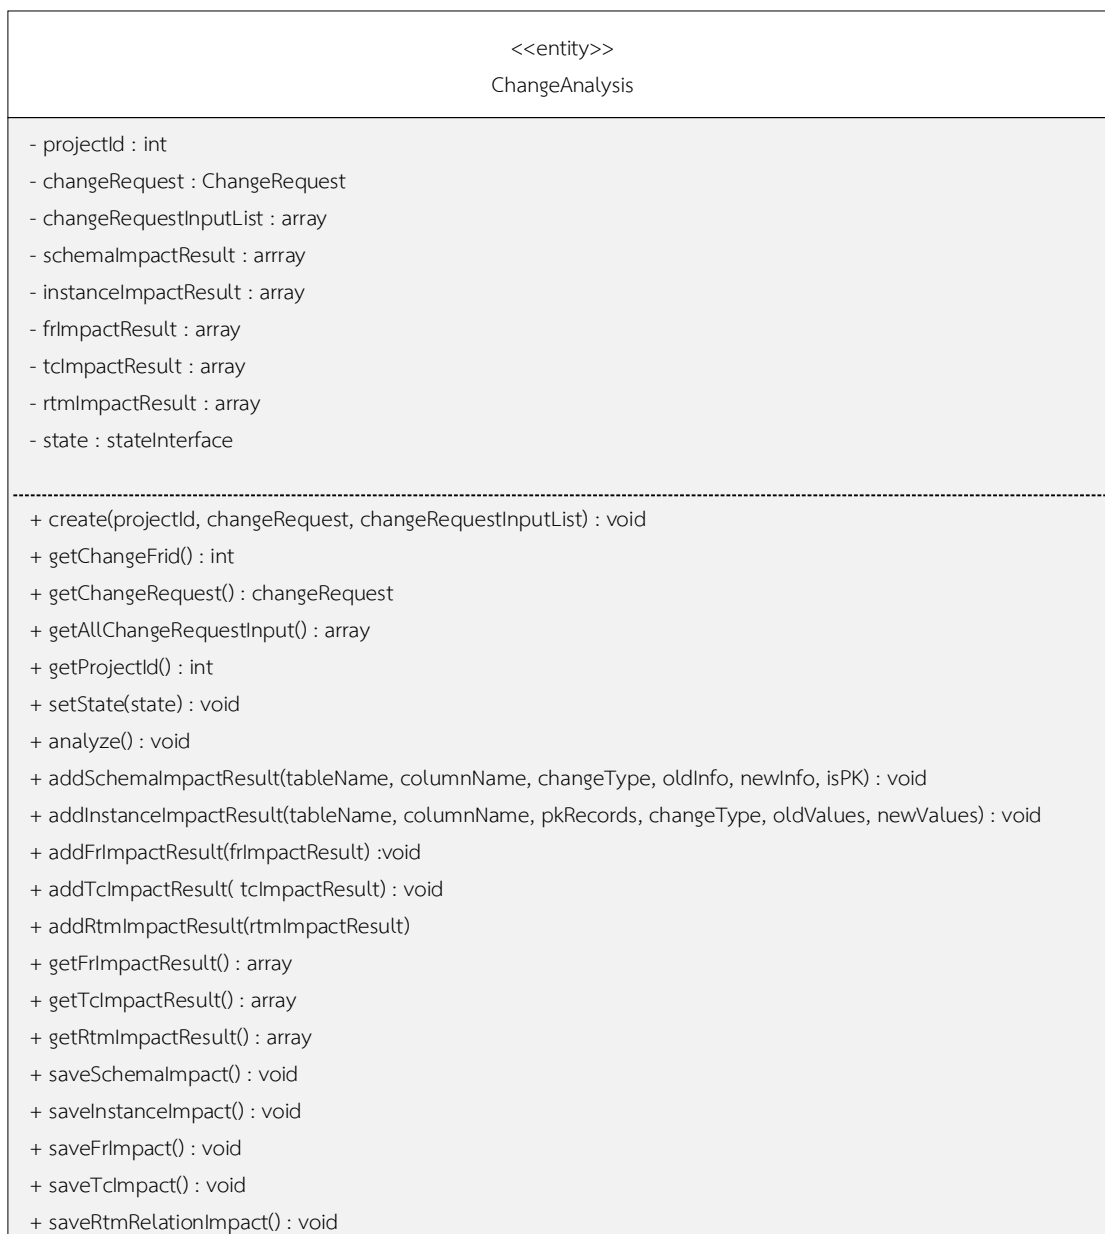 <<entity>>
ChangeAnalysis
- projectId : int
- changeRequest : ChangeRequest
- changeRequestInputList : array
- schemaImpactResult : arrray
- instanceImpactResult : array
- frImpactResult : array
- tcImpactResult : array
- rtmImpactResult : array
- state : stateInterface
+ create(projectId, changeRequest, changeRequestInputList) : void
+ getChangeFrid() : int
+ getChangeRequest() : changeRequest
+ getAllChangeRequestInput() : array
+ getProjectId() : int
+ setState(state) : void
+ analyze() : void
+ addSchemaImpactResult(tableName, columnName, changeType, oldInfo, newInfo, isPK) : void
+ addInstanceImpactResult(tableName, columnName, pkRecords, changeType, oldValues, newValues) : void
+ addFrImpactResult(frImpactResult) :void
+ addTcImpactResult( tcImpactResult) : void
+ addRtmImpactResult(rtmImpactResult)
+ getFrImpactResult() : array
+ getTcImpactResult() : array
+ getRtmImpactResult() : array
+ saveSchemaImpact() : void
+ saveInstanceImpact() : void
+ saveFrImpact() : void
+ saveTcImpact() : void
+ saveRtmRelationImpact() : void